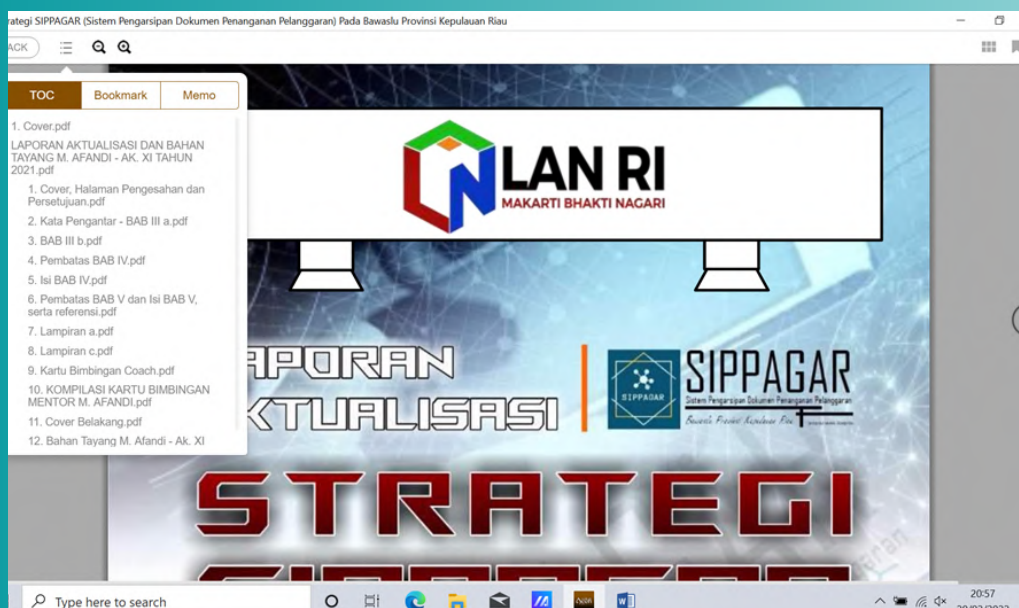 rategi SIPPAGAR (Sistem Pengarsipan Dokumen Penanganan Pelanggaran) Pada Bawaslu Provinsi Kepulauan Riau
ACK
TOC Bookmark Memo
1. Cover.pdf
LAPORAN AKTUALISASI DAN BAHAN
TAYANG M. AFANDI - AK. XI TAHUN
2021.pdf
1. Cover, Halaman Pengesahan dan
Persetujuan.pdf
2. Kata Pengantar - BAB III a.pdf
3. BAB III b.pdf
4. Pembatas BAB IV.pdf
5. Isi BAB IV.pdf
6. Pembatas BAB V dan Isi BAB V,
serta referensi.pdf
7. Lampiran a.pdf
8. Lampiran c.pdf
9. Kartu Bimbingan Coach.pdf
10. KOMPILASI KARTU BIMBINGAN
MENTOR M. AFANDI.pdf
11. Cover Belakang.pdf
12. Bahan Tayang M. Afandi - Ak. XI
LAN RI
MAKARTI BHAKTI NAGARI
APORAN
KTUALISASI
SIPPAGAR
SIPPAGAR
Sistem Pengarsipan Dokumen Penanganan Pelanggaran
Bawaslu Provinsi Kepulauan Riau
STRATEGI
SIPPAGAR
Type here to search
20:57